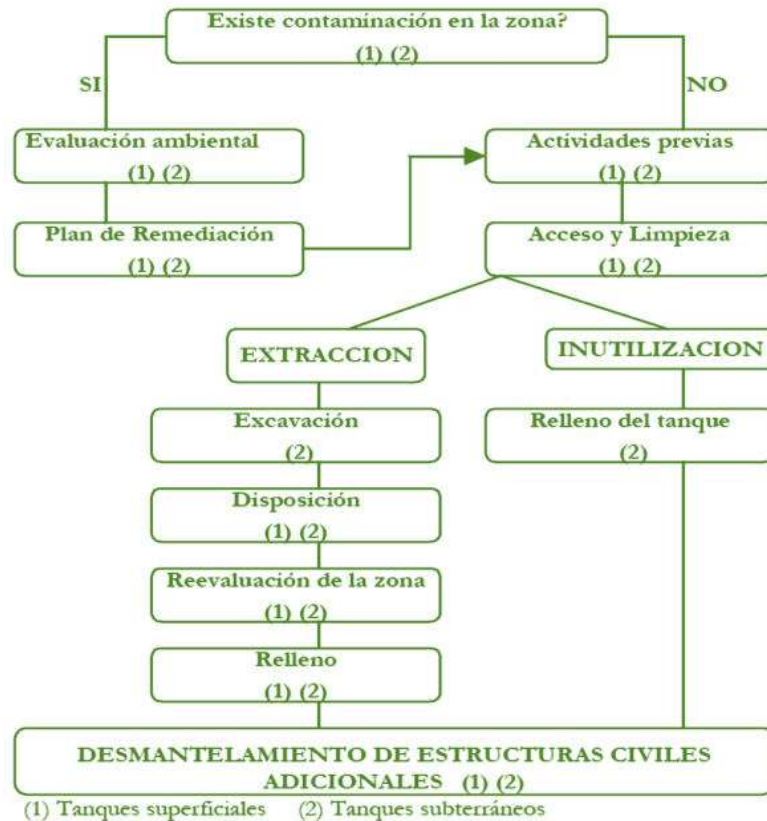 Existe contaminación en la zona?
(1) (2)
SI
NO
Evaluación ambiental
(1) (2)
Actividades previas
(1) (2)
Plan de Remediación
(1) (2)
Acceso y Limpieza
(1) (2)
EXTRACCION
INUTILIZACION
Excavación
(2)
Relleno del tanque
(2)
Disposición
(1) (2)
Reevaluación de la zona
(1) (2)
Relleno
(1) (2)
DESMANTELAMIENTO DE ESTRUCTURAS CIVILES
ADICIONALES (1) (2)
(1) Tanques superficiales (2) Tanques subterráneos